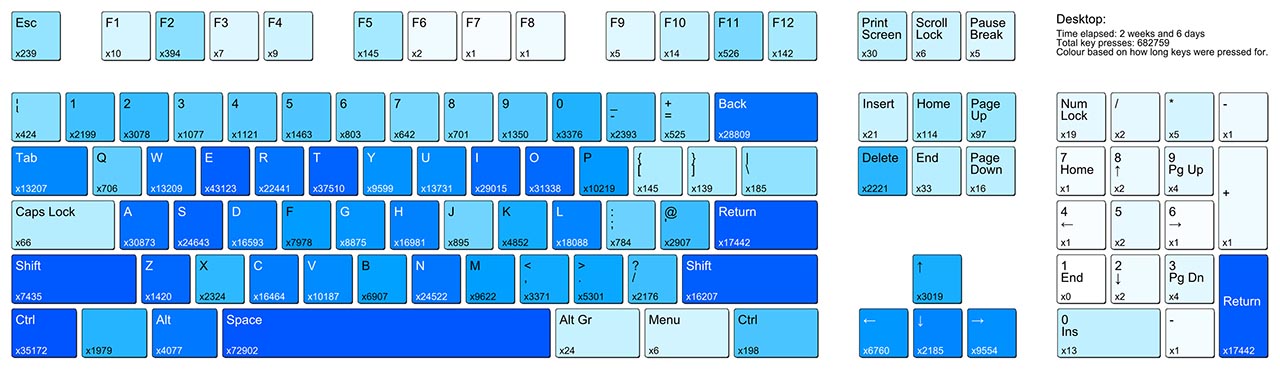 Esc F1 F2 F3 F4 F5 F6 F7 F8 F9 F10 F11 F12 Print Screen Scroll Lock Pause Break
x239 x10 x394 x7 x9 x145 x2 x1 x1 x5 x14 x526 x142 x30 x6 x5
Desktop:
Time elapsed: 2 weeks and 6 days
Total key presses: 682759
Colour based on how long keys were pressed for.
¦ 1 2 3 4 5 6 7 8 9 0 _ - + = Back Insert Home Page Up Num Lock / * -
x424 x2199 x3078 x1077 x1121 x1463 x803 x642 x701 x1350 x3376 x2393 x525 x28809 x21 x114 x97 x19 x2 x5 x1
Tab Q W E R T Y U I O P { [ } ] | \ Delete End Page Down 7 Home 8 ↑ 9 Pg Up +
x13207 x706 x13209 x43123 x22441 x37510 x9599 x13731 x29015 x31338 x10219 x145 x139 x185 x2221 x33 x16 x1 x2 x4
Caps Lock A S D F G H J K L : ; @ ' Return 4 ← 5 6 →
x66 x30873 x24643 x16593 x7978 x8875 x16981 x895 x4852 x18088 x784 x2907 x17442 x1 x2 x1 x1
Shift Z X C V B N M < , > . ? / Shift ↑ 1 End 2 ↓ 3 Pg Dn Return
x7435 x1420 x2324 x16464 x10187 x6907 x24522 x9622 x3371 x5301 x2176 x16207 x3019 x0 x2 x4
Ctrl Alt Space Alt Gr Menu Ctrl ← ↓ → 0 Ins -
x35172 x1979 x4077 x72902 x24 x6 x198 x6760 x2185 x9554 x13 x1 x17442